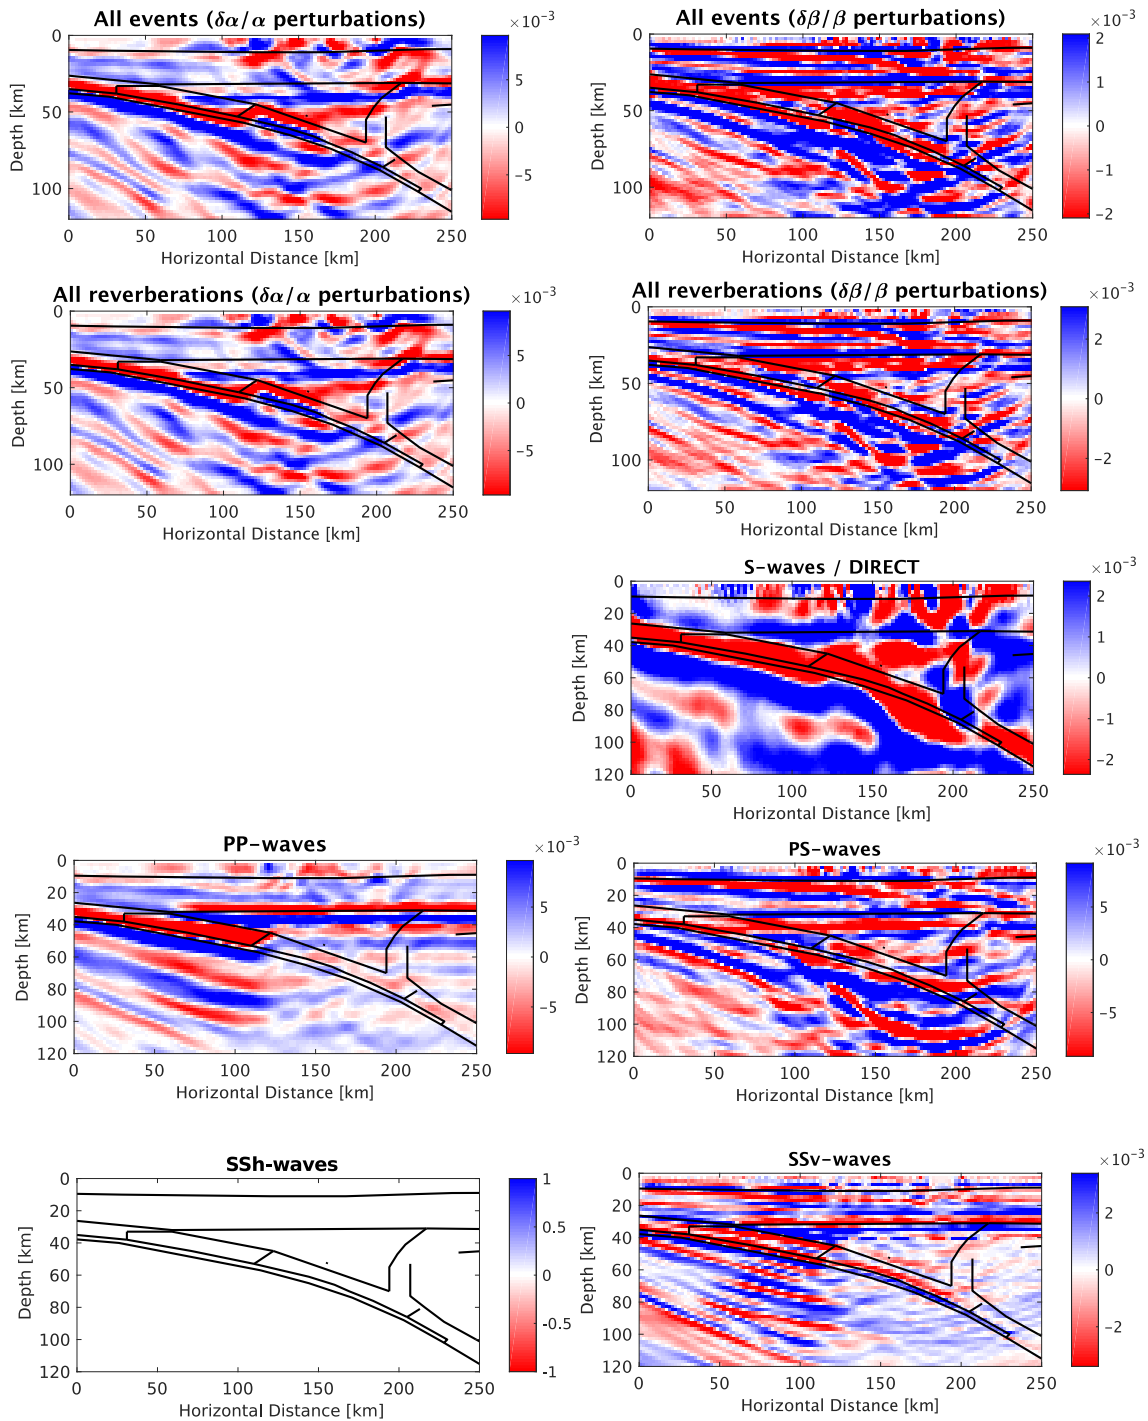 All events (δα/α perturbations)
×10⁻³
0
50
100
Depth [km]
0 50 100 150 200 250
Horizontal Distance [km]
5
0
-5
All events (δβ/β perturbations)
×10⁻³
0
50
100
Depth [km]
0 50 100 150 200 250
Horizontal Distance [km]
2
1
0
-1
-2
All reverberations (δα/α perturbations)
×10⁻³
0
50
100
Depth [km]
0 50 100 150 200 250
Horizontal Distance [km]
5
0
-5
All reverberations (δβ/β perturbations)
×10⁻³
0
50
100
Depth [km]
0 50 100 150 200 250
Horizontal Distance [km]
2
0
-2
S-waves / DIRECT
×10⁻³
0
20
40
60
80
100
120
Depth [km]
0 50 100 150 200 250
Horizontal Distance [km]
2
1
0
-1
-2
PP-waves
×10⁻³
0
20
40
60
80
100
120
Depth [km]
0 50 100 150 200 250
Horizontal Distance [km]
5
0
-5
PS-waves
×10⁻³
0
20
40
60
80
100
120
Depth [km]
0 50 100 150 200 250
Horizontal Distance [km]
5
0
-5
SSh-waves
0
20
40
60
80
100
120
Depth [km]
0 50 100 150 200 250
Horizontal Distance [km]
1
0.5
0
-0.5
-1
SSv-waves
×10⁻³
0
20
40
60
80
100
120
Depth [km]
0 50 100 150 200 250
Horizontal Distance [km]
2
0
-2